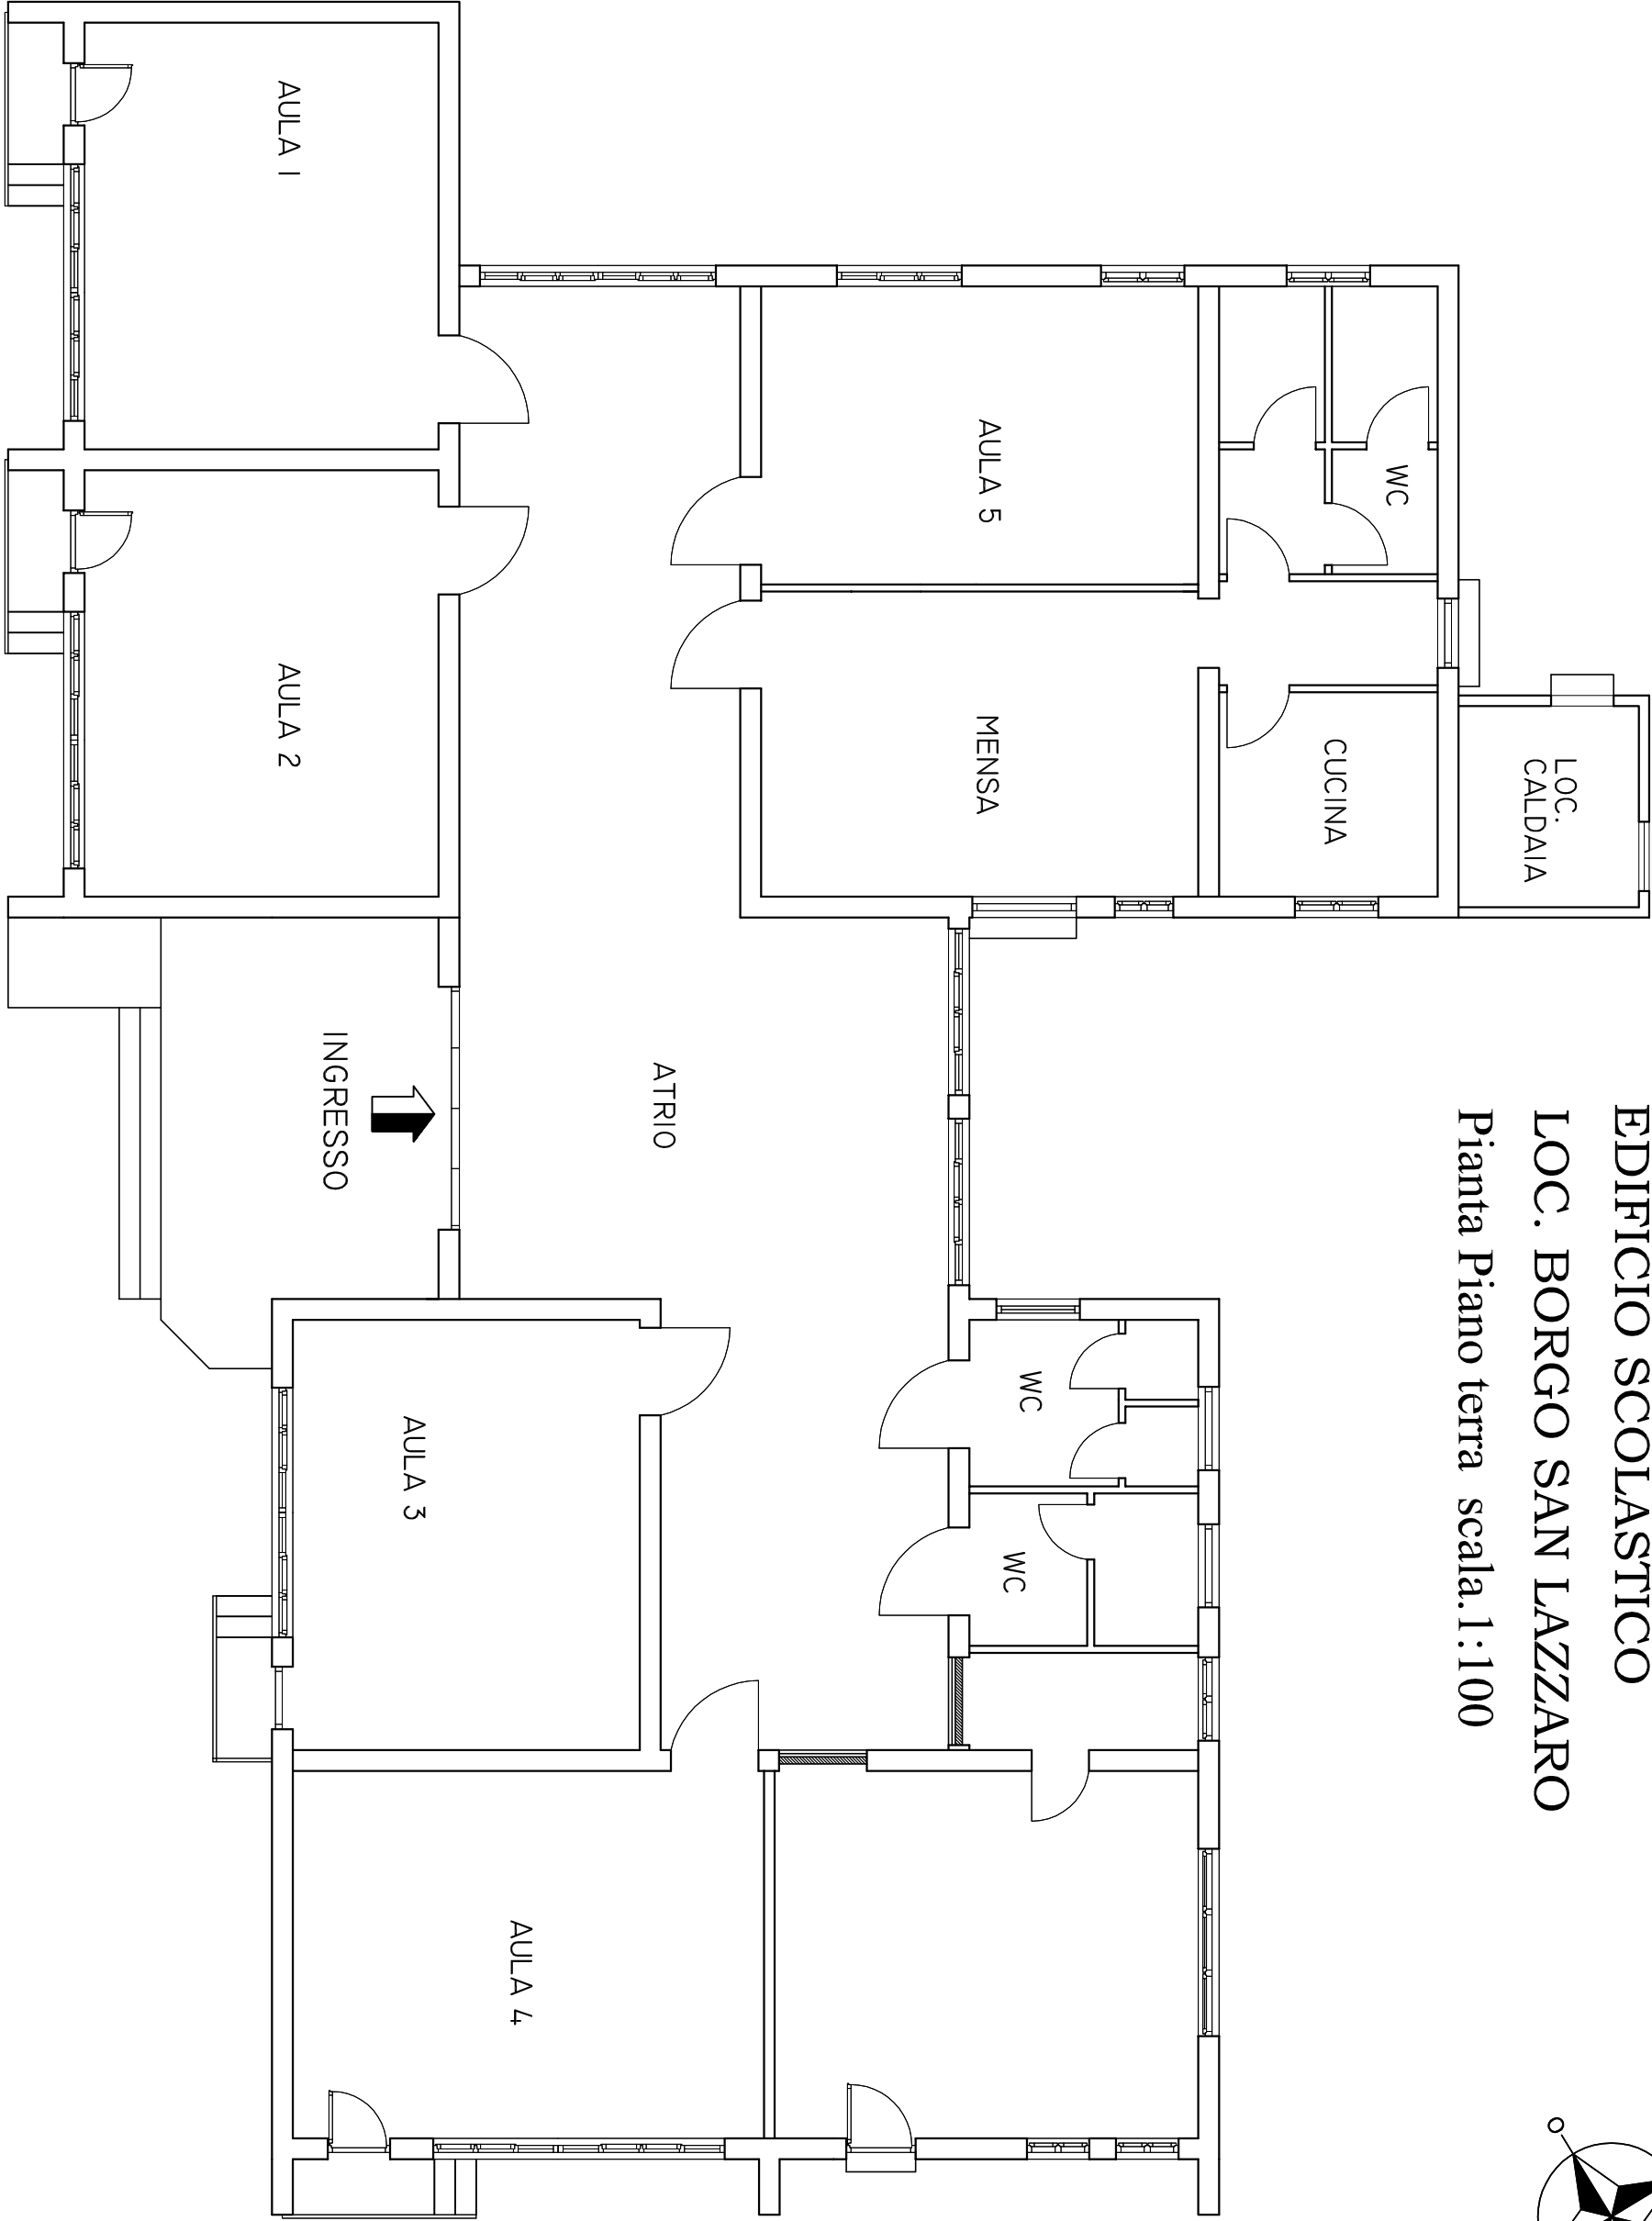 EDIFICIO SCOLASTICO
LOC. BORGO SAN LAZZARO
Pianta Piano terra scala.1:100
LOC.
CALDAIA
CUCINA
WC
AULA 5
MENSA
AULA 1
AULA 2
ATRIO
INGRESSO
WC
WC
AULA 3
AULA 4
O